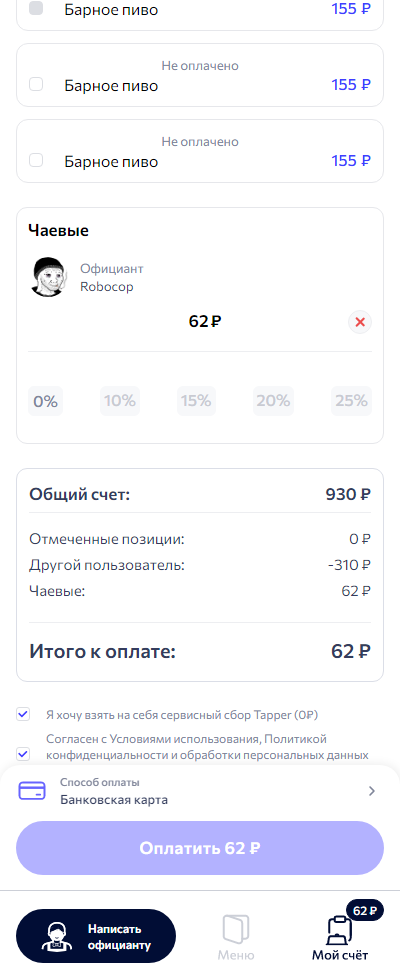 Барное пиво 155 ₽
Не оплачено
Барное пиво 155 ₽
Не оплачено
Барное пиво 155 ₽
Чаевые
Официант
Robocop
62 ₽
0% 10% 15% 20% 25%
Общий счет: 930 ₽
Отмеченные позиции: 0 ₽
Другой пользователь: -310 ₽
Чаевые: 62 ₽
Итого к оплате: 62 ₽
Я хочу взять на себя сервисный сбор Tapper (0₽)
Согласен с Условиями использования, Политикой
конфиденциальности и обработки персональных данных
Способ оплаты
Банковская карта
Оплатить 62 ₽
Написать
официанту
Меню
62 ₽
Мой счёт